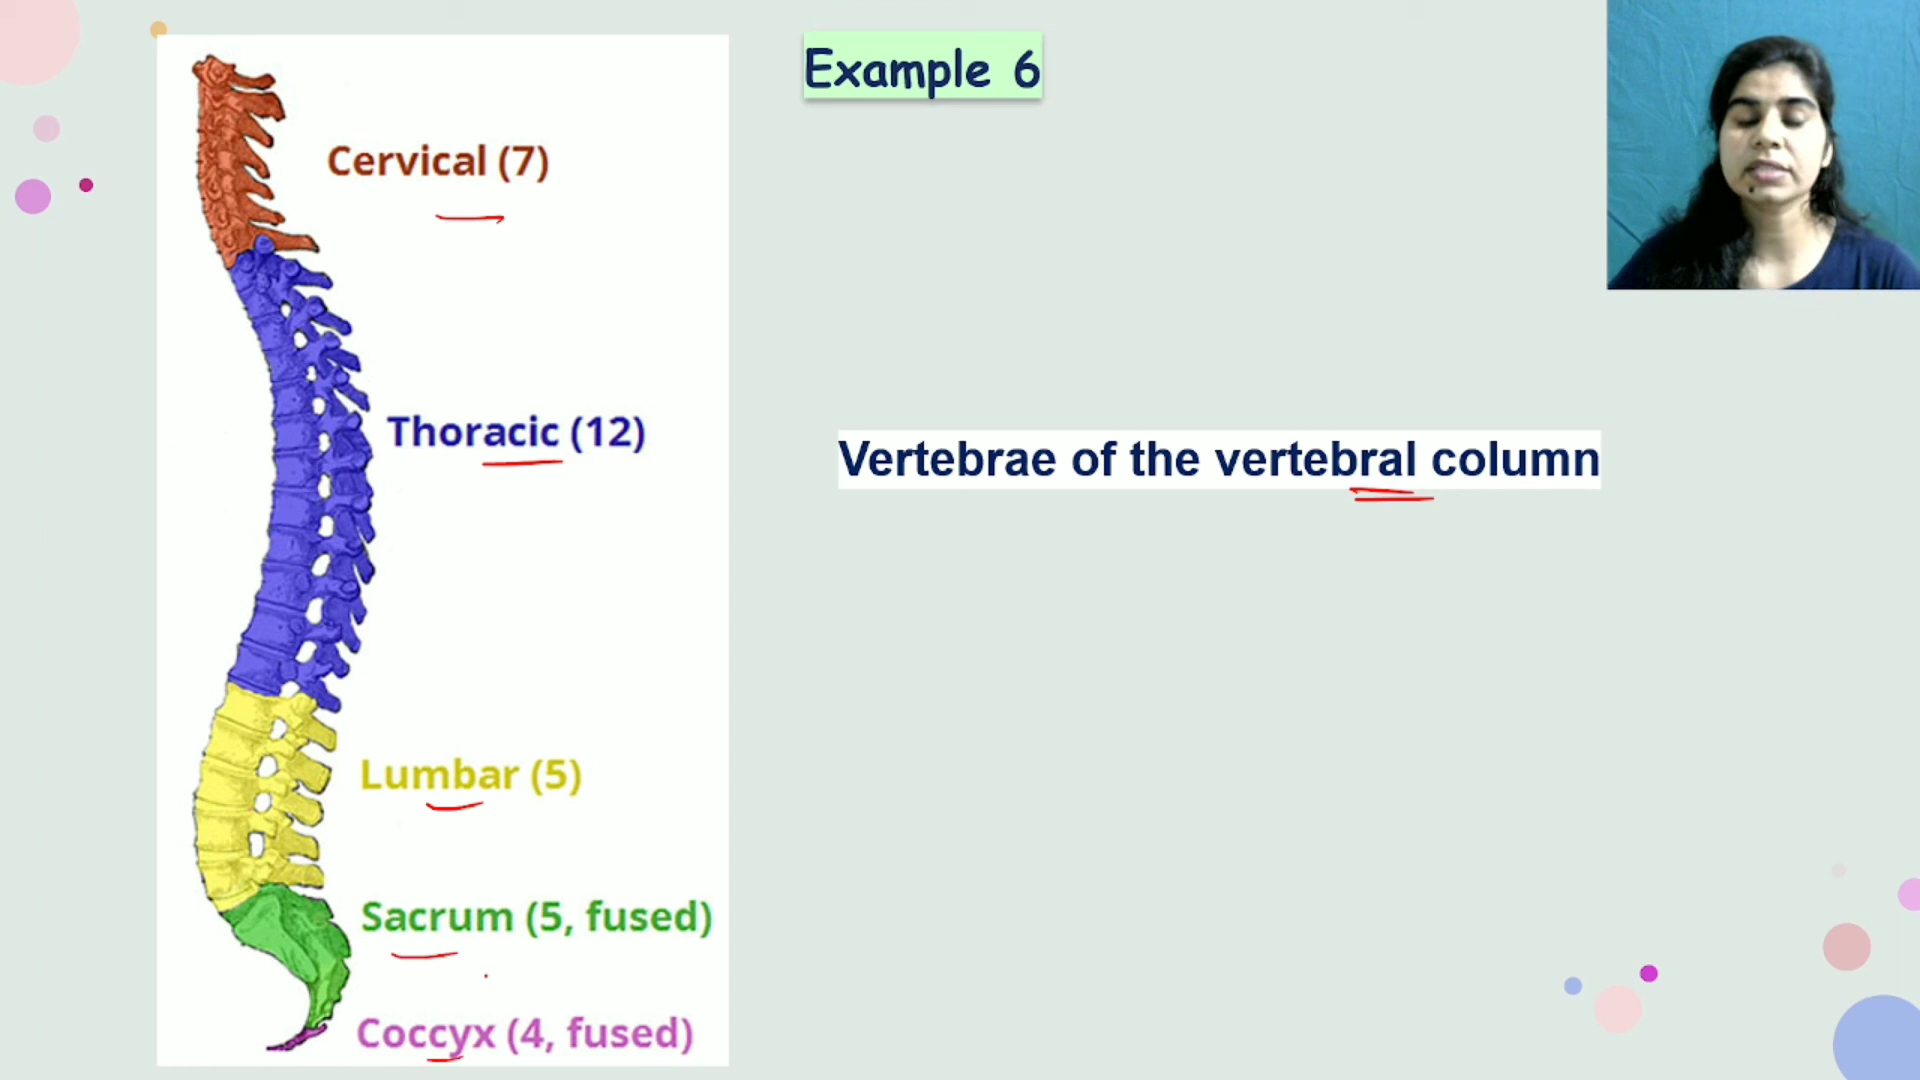 Example 6
Cervical (7)
Thoracic (12)
Vertebrae of the vertebral column
Lumbar (5)
Sacrum (5, fused)
Coccyx (4, fused)